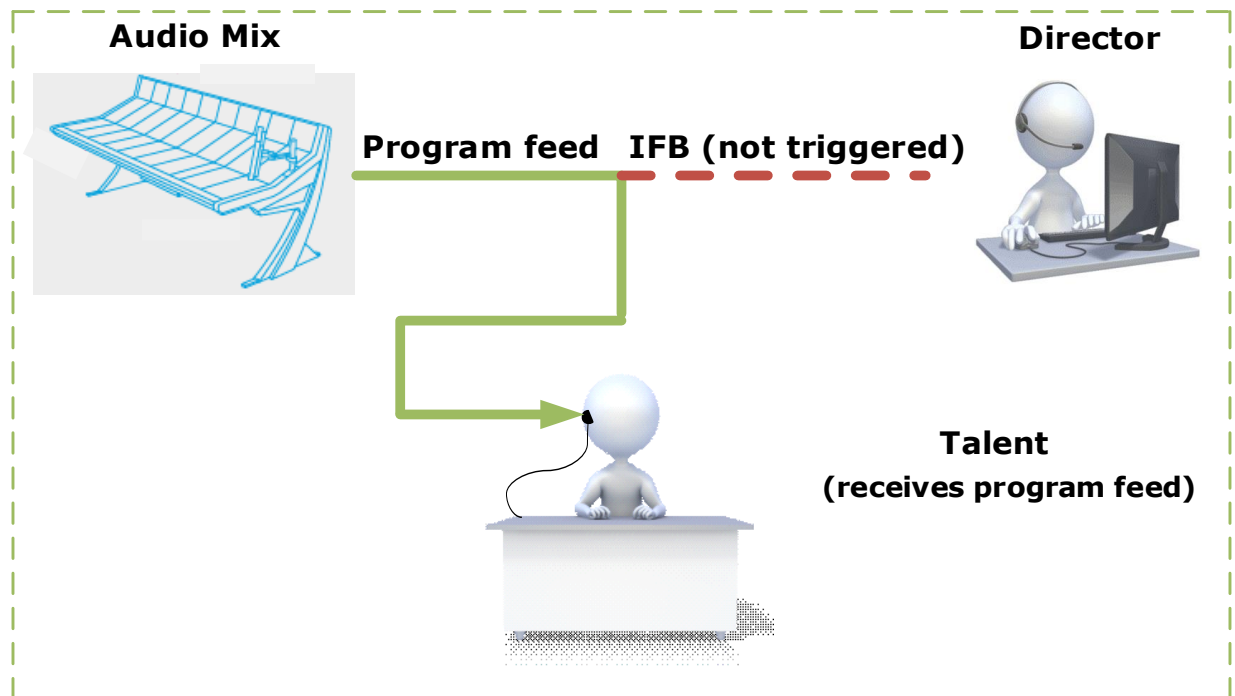 Audio Mix
Director
Program feed
IFB (not triggered)
Talent
(receives program feed)